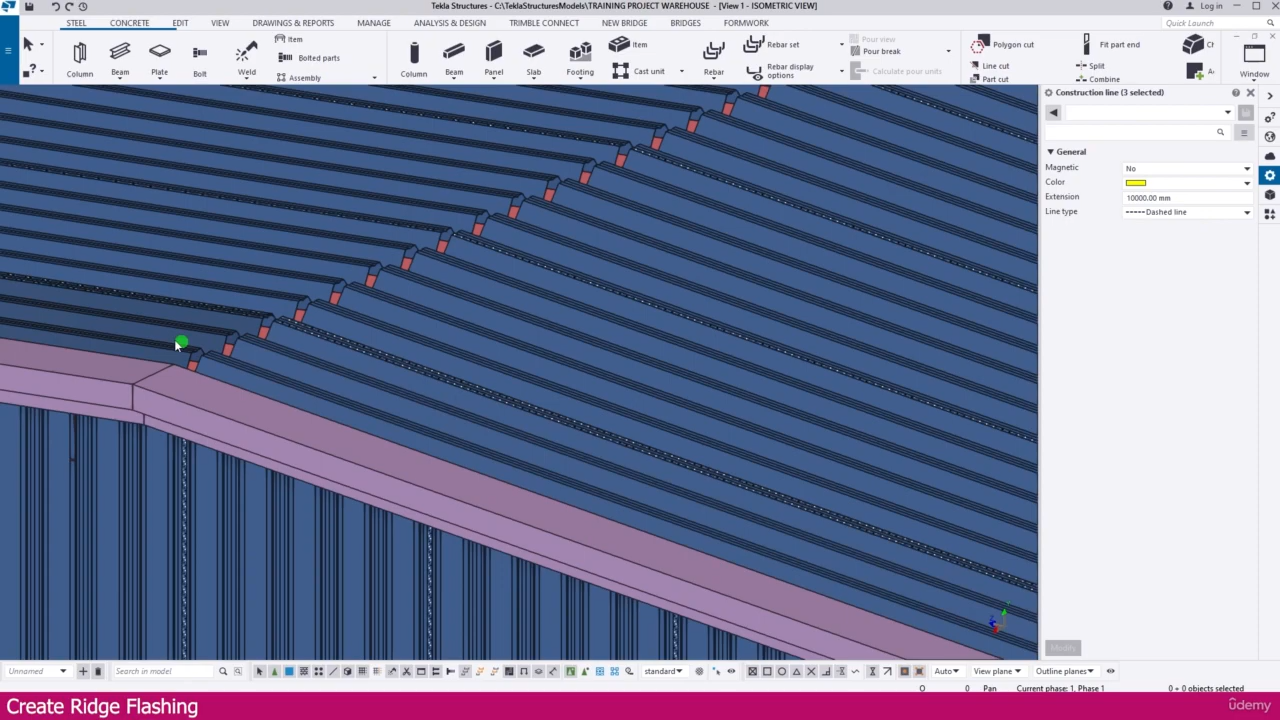 Tekla Structures - C:\TeklaStructuresModels\TRAINING PROJECT WAREHOUSE - [View 1 - ISOMETRIC VIEW]
Log in
STEEL CONCRETE EDIT VIEW DRAWINGS & REPORTS MANAGE ANALYSIS & DESIGN TRIMBLE CONNECT NEW BRIDGE BRIDGES FORMWORK
Quick Launch
Column Beam Plate Bolt Weld
Item
Bolted parts
Assembly
Column Beam Panel Slab Footing
Item
Cast unit
Rebar
Rebar set
Rebar display options
Pour view
Pour break
Calculate pour units
Polygon cut
Line cut
Part cut
Fit part end
Split
Combine
Window
Construction line (3 selected)
General
Magnetic No
Color
Extension 10000.00 mm
Line type Dashed line
Modify
Unnamed
Search in model
standard
Auto
View plane
Outline planes
O 0 Pan Current phase: 1, Phase 1 0 + 0 objects selected
Create Ridge Flashing
ûdemy